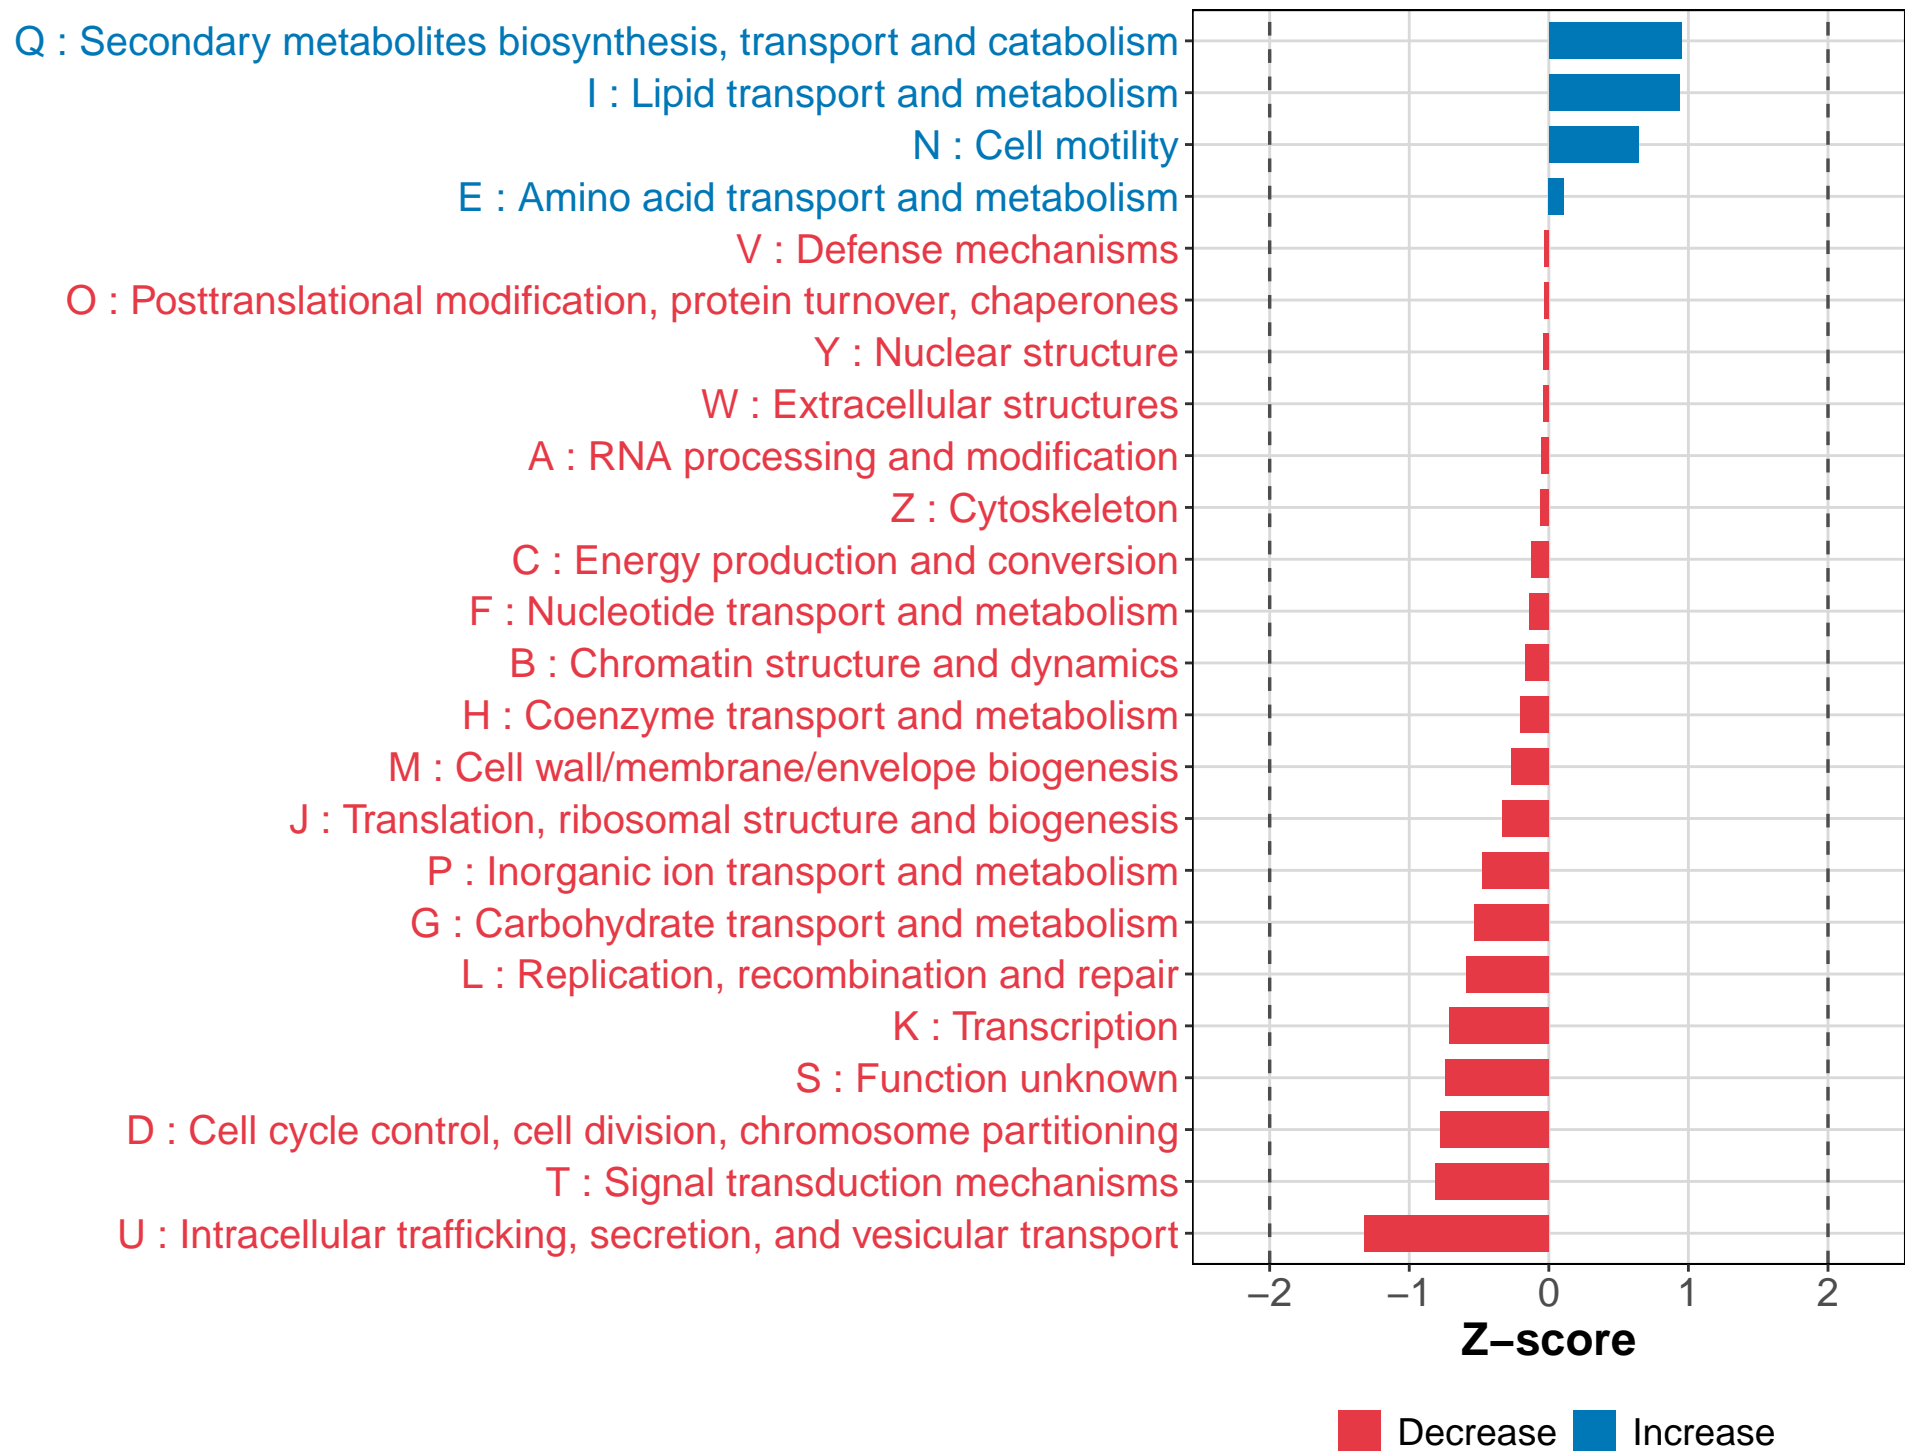 Q : Secondary metabolites biosynthesis, transport and catabolism
I : Lipid transport and metabolism
N : Cell motility
E : Amino acid transport and metabolism
V : Defense mechanisms
O : Posttranslational modification, protein turnover, chaperones
Y : Nuclear structure
W : Extracellular structures
A : RNA processing and modification
Z : Cytoskeleton
C : Energy production and conversion
F : Nucleotide transport and metabolism
B : Chromatin structure and dynamics
H : Coenzyme transport and metabolism
M : Cell wall/membrane/envelope biogenesis
J : Translation, ribosomal structure and biogenesis
P : Inorganic ion transport and metabolism
G : Carbohydrate transport and metabolism
L : Replication, recombination and repair
K : Transcription
S : Function unknown
D : Cell cycle control, cell division, chromosome partitioning
T : Signal transduction mechanisms
U : Intracellular trafficking, secretion, and vesicular transport
−2 −1 0 1 2
Z−score
Decrease Increase